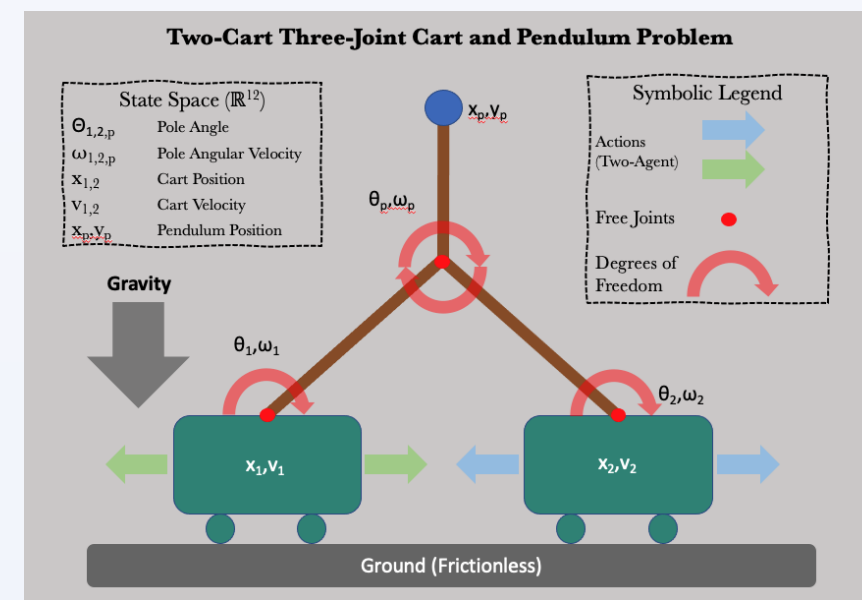 Two-Cart Three-Joint Cart and Pendulum Problem
State Space (ℝ¹²)
Θ₁,₂,ₚ Pole Angle
ω₁,₂,ₚ Pole Angular Velocity
x₁,₂ Cart Position
v₁,₂ Cart Velocity
xₚ,yₚ Pendulum Position
xₚ,yₚ
Symbolic Legend
Actions
(Two-Agent)
Free Joints
Degrees of
Freedom
θₚ,ωₚ
Gravity
θ₁,ω₁
θ₂,ω₂
x₁,v₁
x₂,v₂
Ground (Frictionless)